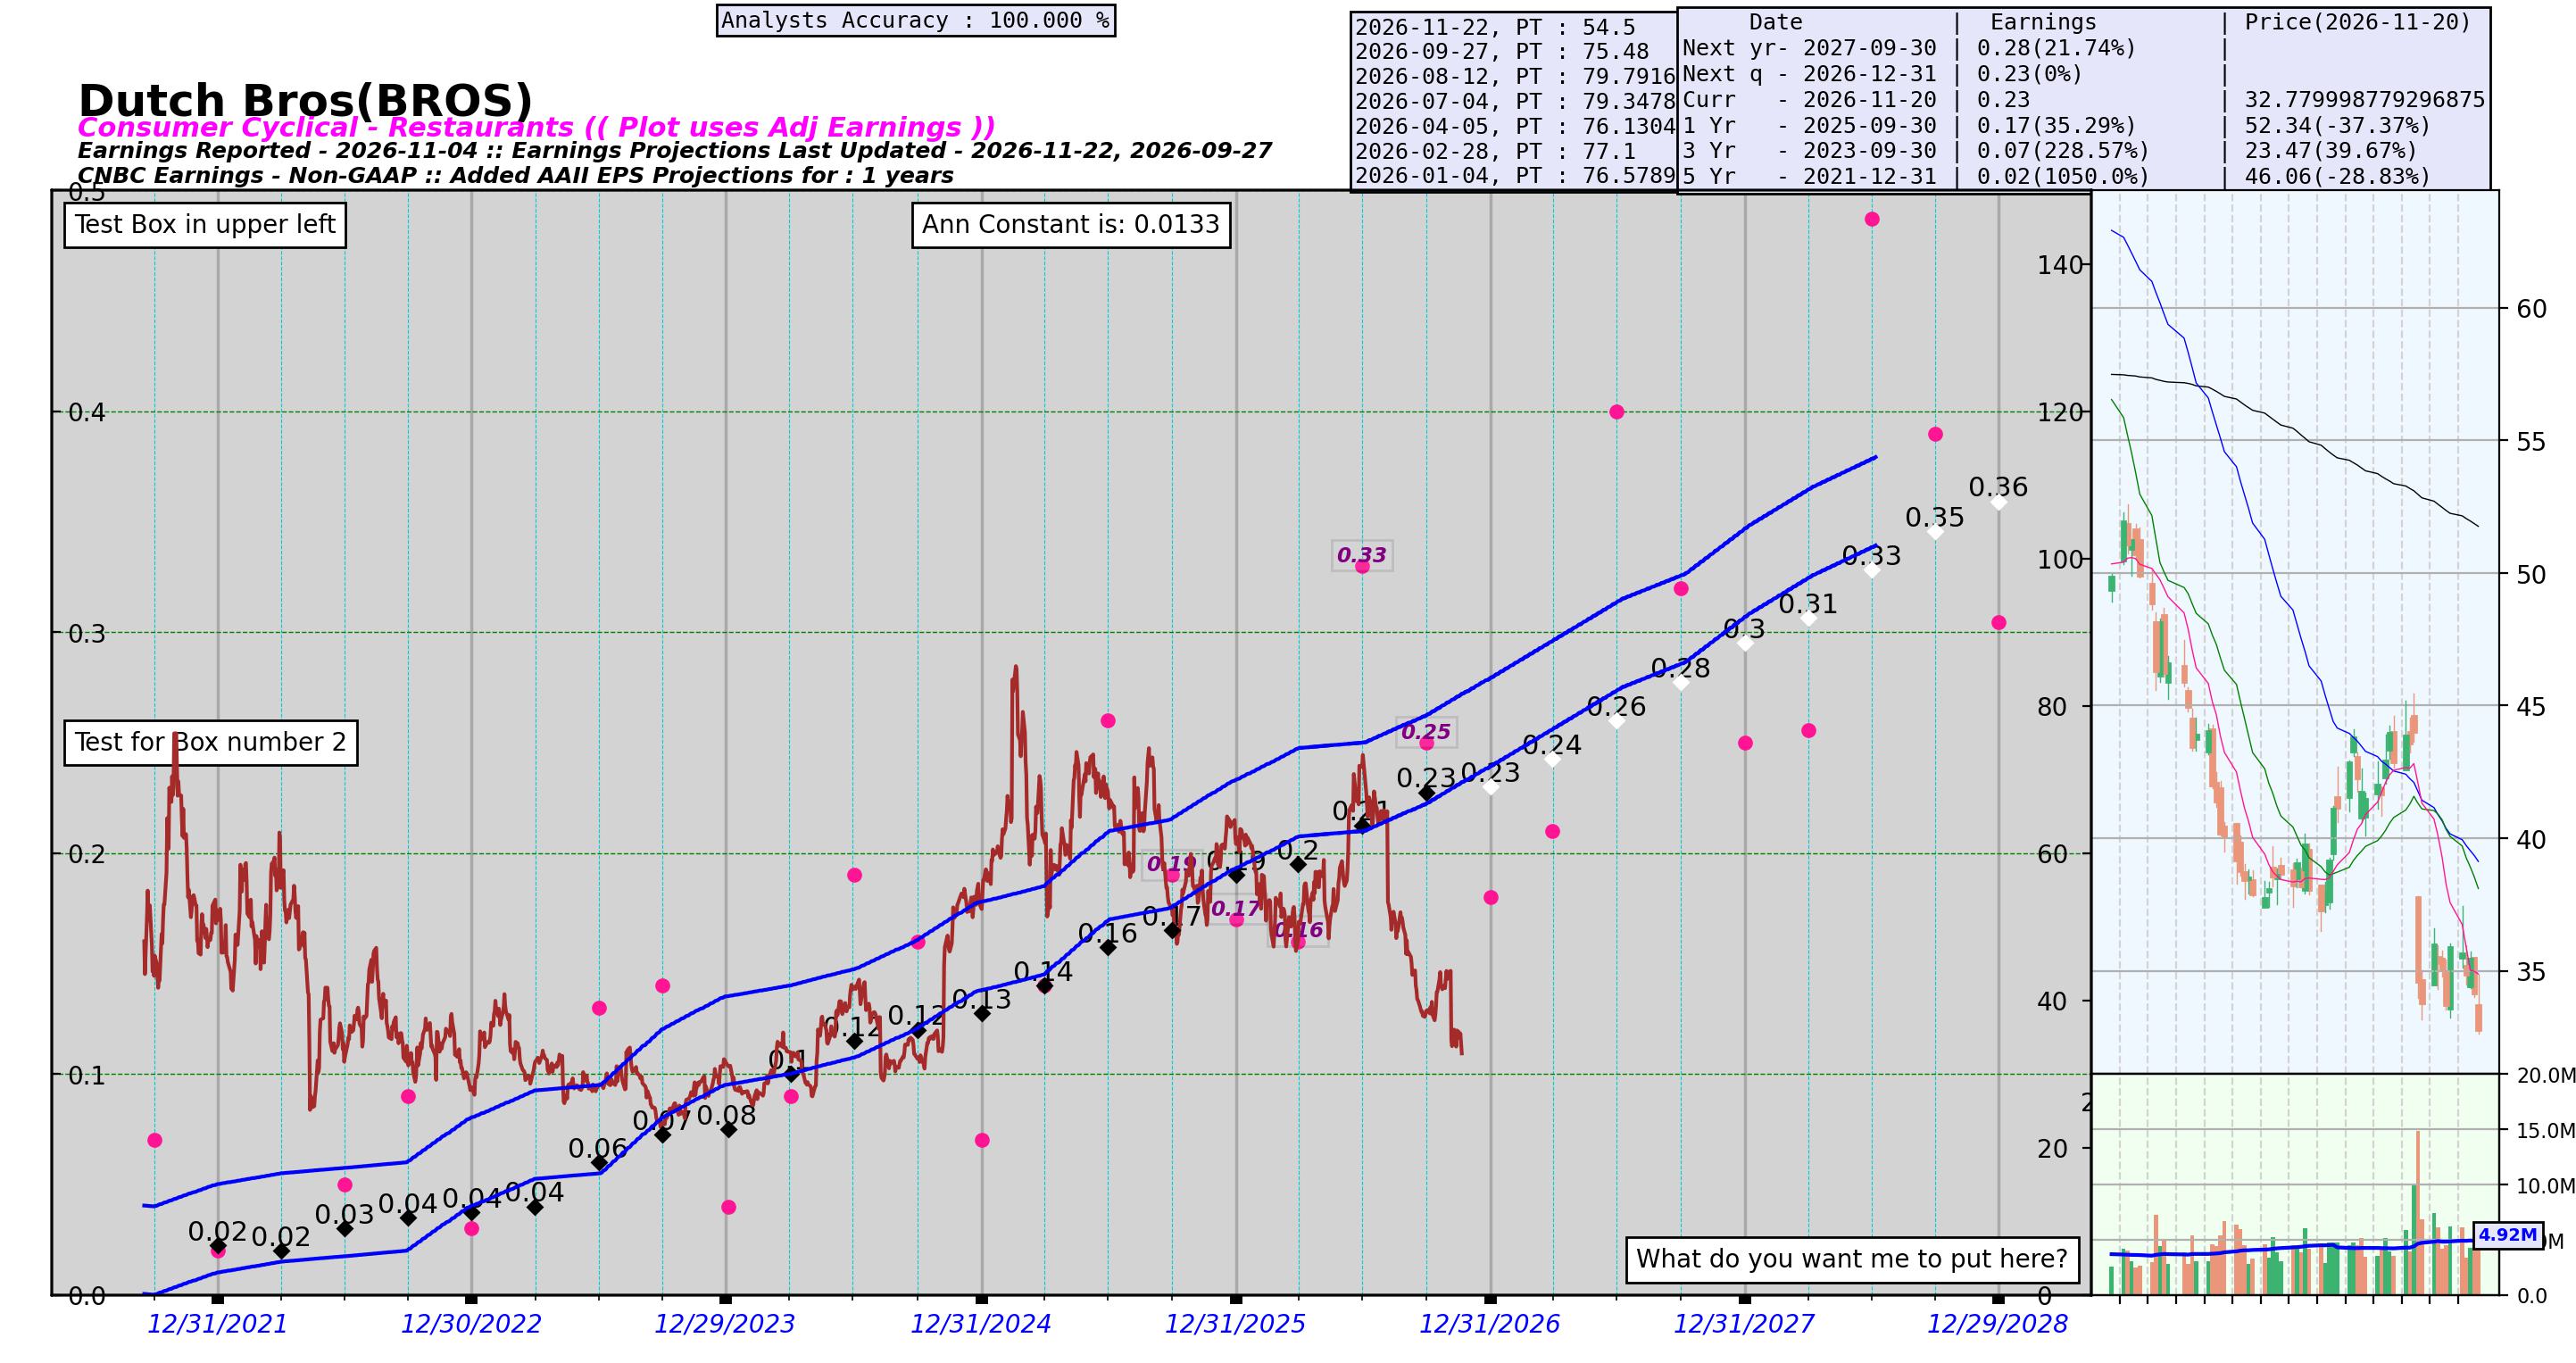 Analysts Accuracy : 100.000 %
2026-11-22, PT : 54.5
2026-09-27, PT : 75.48
2026-08-12, PT : 79.7916
2026-07-04, PT : 79.3478
2026-04-05, PT : 76.1304
2026-02-28, PT : 77.1
2026-01-04, PT : 76.5789
Date | Earnings | Price(2026-11-20)
Next yr- 2027-09-30 | 0.28(21.74%) |
Next q - 2026-12-31 | 0.23(0%) |
Curr - 2026-11-20 | 0.23 | 32.779998779296875
1 Yr - 2025-09-30 | 0.17(35.29%) | 52.34(-37.37%)
3 Yr - 2023-09-30 | 0.07(228.57%) | 23.47(39.67%)
5 Yr - 2021-12-31 | 0.02(1050.0%) | 46.06(-28.83%)
Dutch Bros(BROS)
Consumer Cyclical - Restaurants (( Plot uses Adj Earnings ))
Earnings Reported - 2026-11-04 :: Earnings Projections Last Updated - 2026-11-22, 2026-09-27
CNBC Earnings - Non-GAAP :: Added AAII EPS Projections for : 1 years
Test Box in upper left
Ann Constant is: 0.0133
Test for Box number 2
What do you want me to put here?
0.5
0.4
0.3
0.2
0.1
0.0
0.02
0.02
0.03
0.04
0.04
0.04
0.06
0.07
0.08
0.1
0.12
0.12
0.13
0.14
0.16
0.17
0.19
0.2
0.21
0.23
0.23
0.24
0.26
0.28
0.3
0.31
0.33
0.35
0.36
0.19
0.17
0.16
0.33
0.25
140
120
100
80
60
40
20
0
2
60
55
50
45
40
35
20.0M
15.0M
10.0M
4.92M
0.0
12/31/2021
12/30/2022
12/29/2023
12/31/2024
12/31/2025
12/31/2026
12/31/2027
12/29/2028